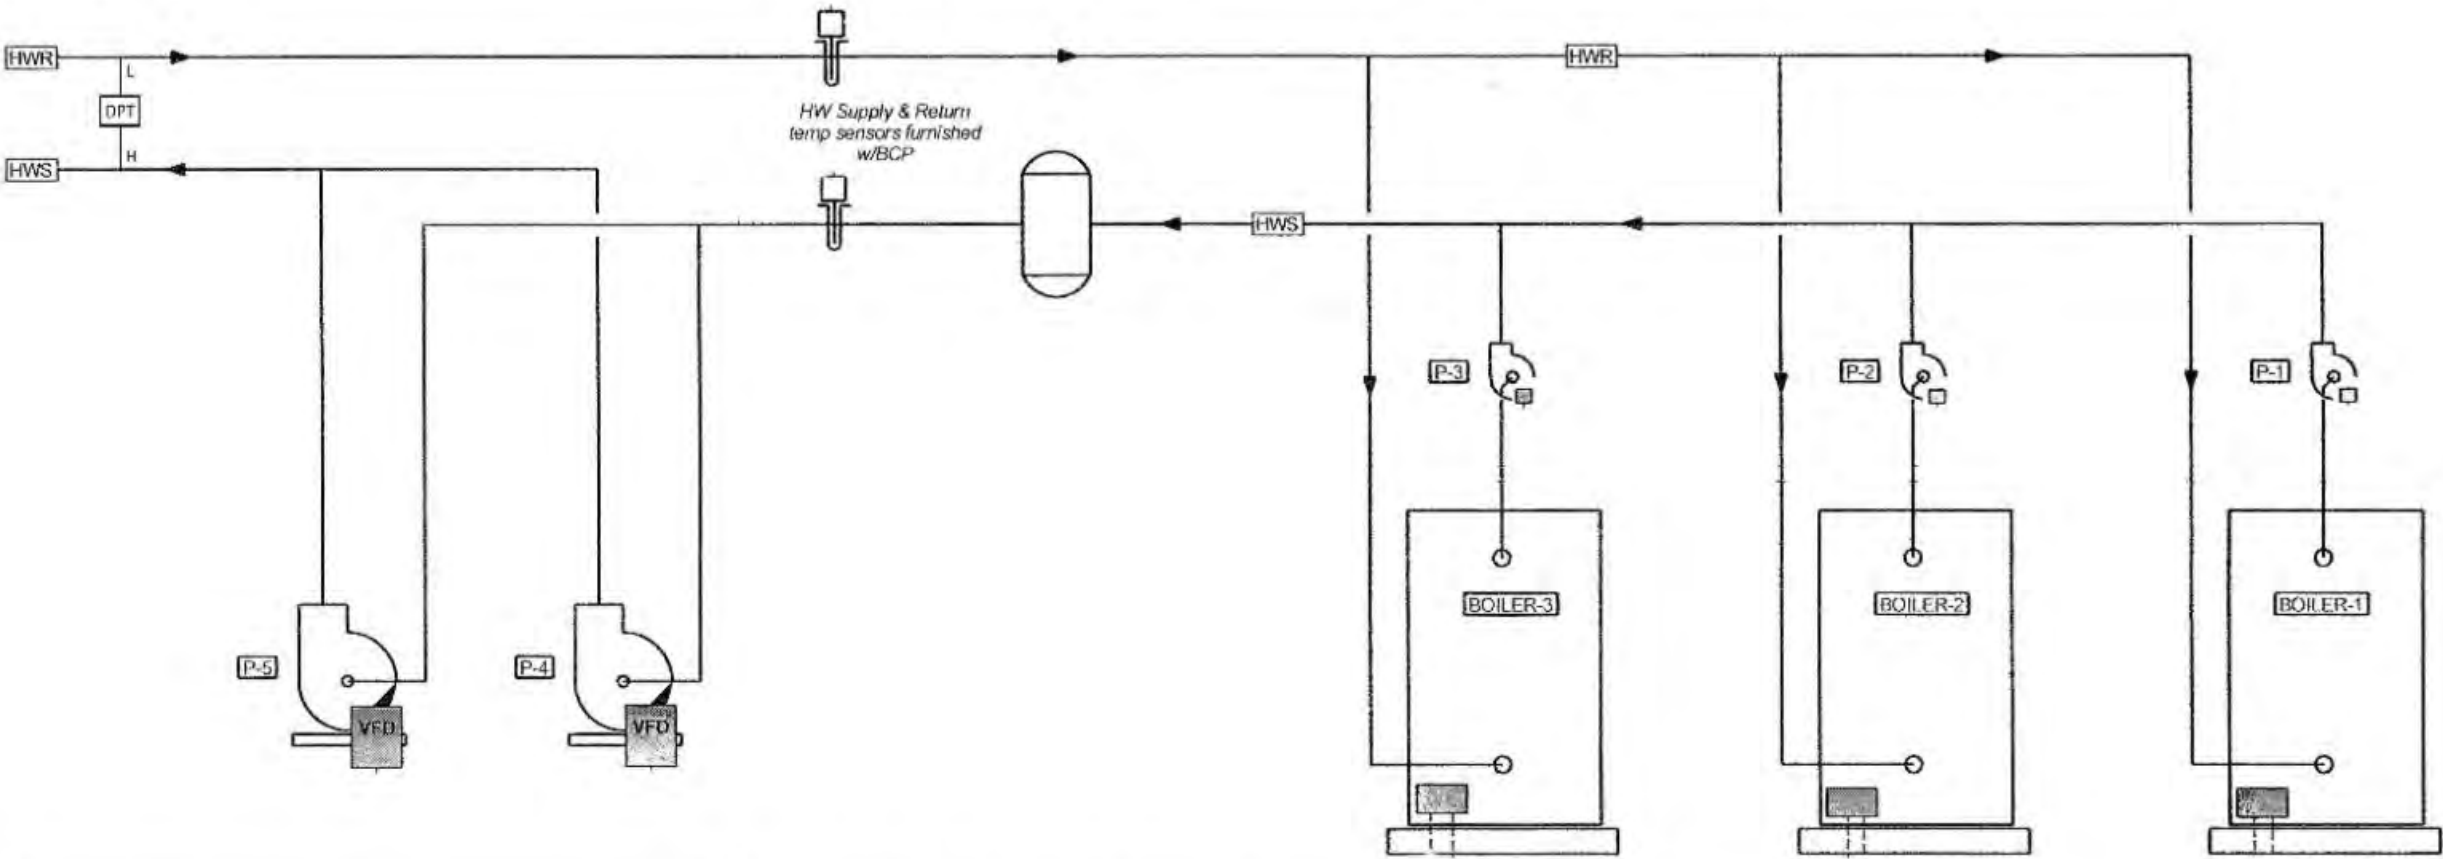 HWR
L
DPT
H
HWS
HW Supply & Return
temp sensors furnished
w/BCP
HWR
HWS
P-3
P-2
P-1
BOILER-3
BOILER-2
BOILER-1
P-5
P-4
VFD
VFD